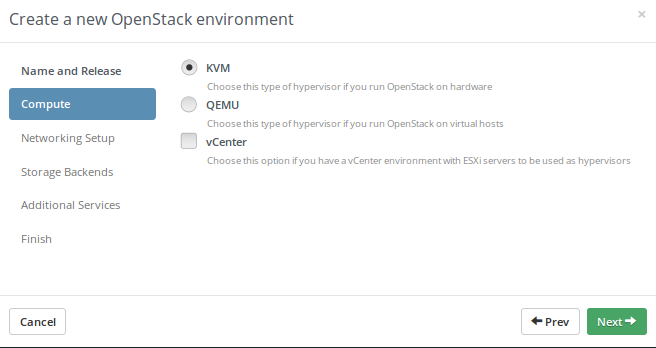 Create a new OpenStack environment
×
Name and Release
Compute
Networking Setup
Storage Backends
Additional Services
Finish
KVM
Choose this type of hypervisor if you run OpenStack on hardware
QEMU
Choose this type of hypervisor if you run OpenStack on virtual hosts
vCenter
Choose this option if you have a vCenter environment with ESXi servers to be used as hypervisors
Cancel
Prev
Next